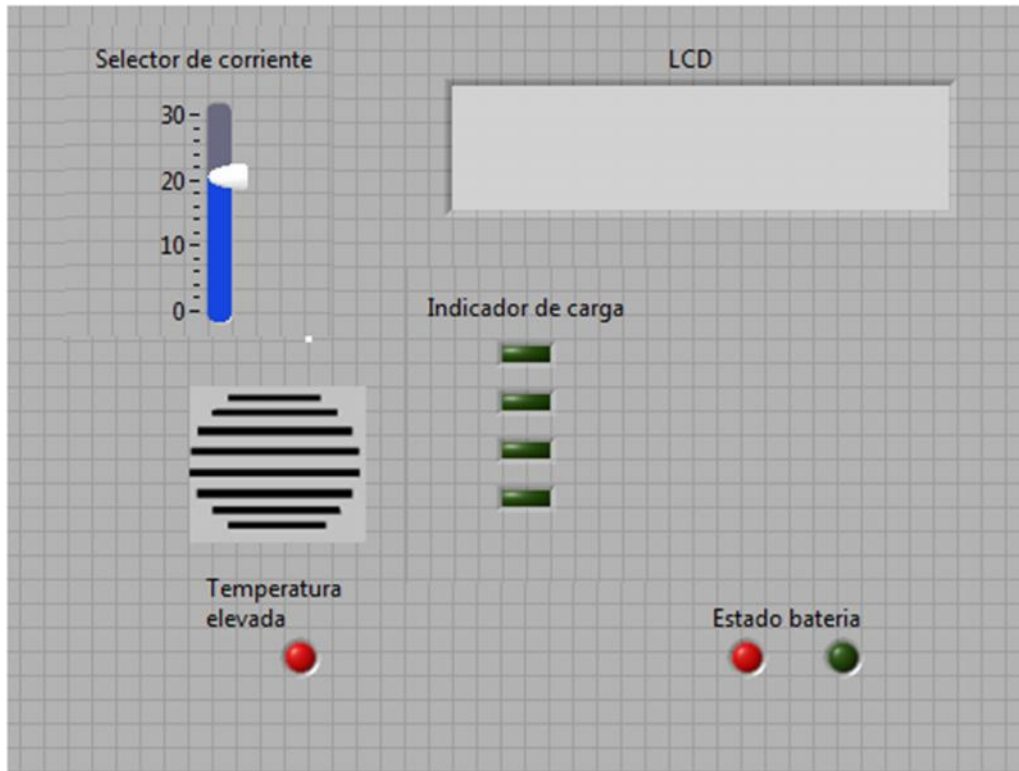 Selector de corriente
LCD
30
20
10
0
Indicador de carga
Temperatura
elevada
Estado bateria